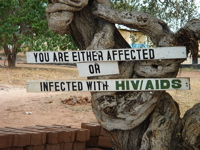 YOU ARE EITHER AFFECTED
OR
INFECTED WITH HIV/AIDS